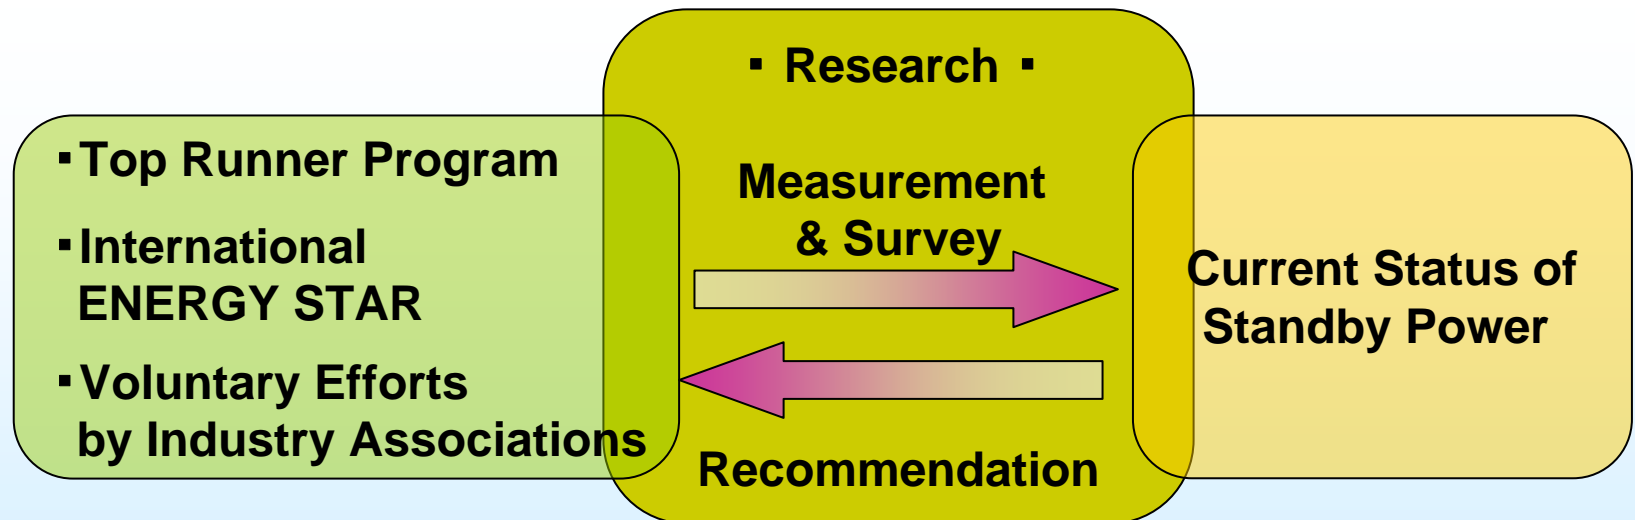 ▪ Research ▪
▪Top Runner Program
▪International
ENERGY STAR
▪Voluntary Efforts
by Industry Associations
Measurement
& Survey
Recommendation
Current Status of
Standby Power